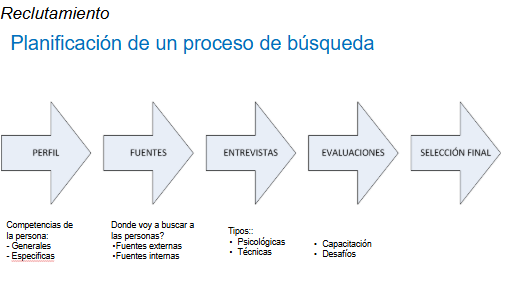 Reclutamiento
Planificación de un proceso de búsqueda
PERFIL
FUENTES
ENTREVISTAS
EVALUACIONES
SELECCIÓN FINAL
Competencias de
la persona:
- Generales
- Especificas
Donde voy a buscar a
las personas?
•Fuentes externas
•Fuentes internas
Tipos::
• Psicológicas
• Técnicas
• Capacitación
• Desafíos